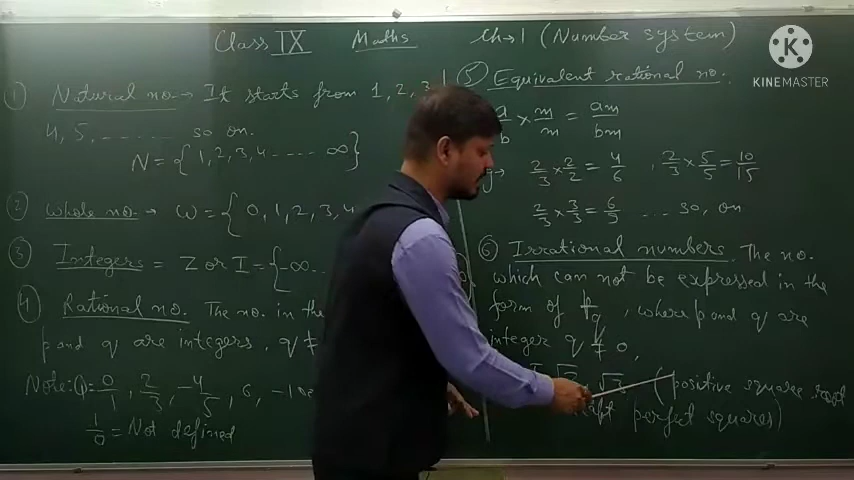 Class IX Maths Ch→1 (Number system)
KINEMASTER
① Natural no. → It starts from 1, 2, 3
4, 5, ........ so on.
N = {1, 2, 3, 4 ..... ∞}
② Whole no. → W = {0, 1, 2, 3, 4
③ Integers = Z or I = {-∞..
④ Rational no. The no. in the
p and q are integers, q ≠
Note: ① = 0/1, 2/3, -4/5, 6, -1
1/0 = Not defined
⑤ Equivalent rational no.
a/b × m/m = am/bm
2/3 × 2/2 = 4/6 , 2/3 × 5/5 = 10/15
2/3 × 3/3 = 6/9 ... so, on
⑥ Irrational numbers. The no.
which can not be expressed in the
form of p/q, where p and q are
integer q ≠ 0,
√3 (positive square root
perfect squares)